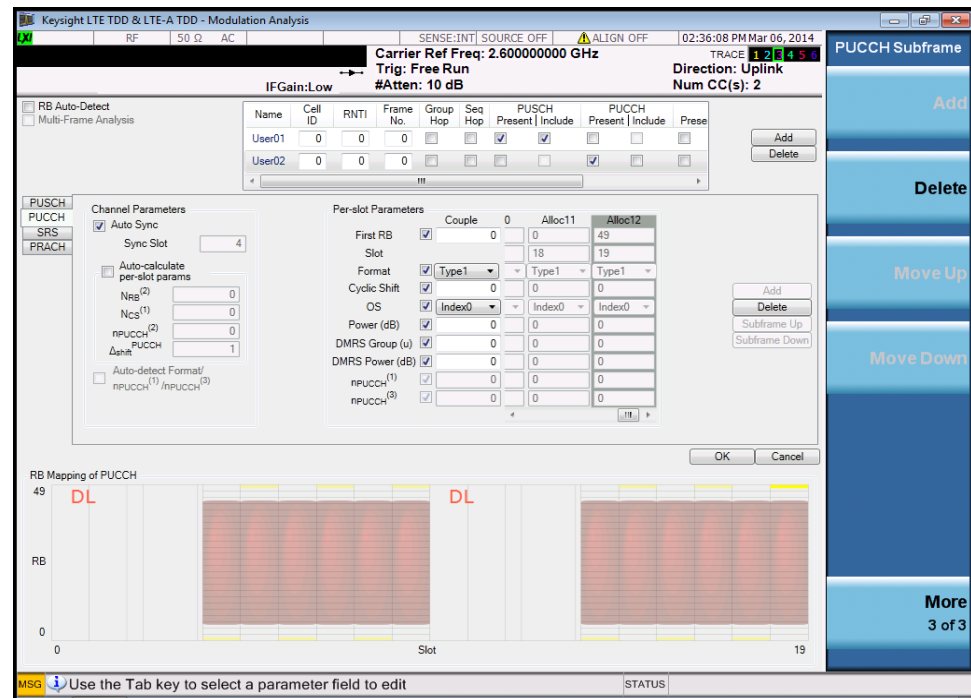 Keysight LTE TDD & LTE-A TDD - Modulation Analysis
LXI RF 50 Ω AC SENSE:INT SOURCE OFF ALIGN OFF 02:36:08 PM Mar 06, 2014
Carrier Ref Freq: 2.600000000 GHz TRACE 1 2 3 4 5 6
Trig: Free Run Direction: Uplink
IFGain:Low #Atten: 10 dB Num CC(s): 2
PUCCH Subframe
Add
Delete
Move Up
Move Down
More
3 of 3
RB Auto-Detect
Multi-Frame Analysis
Name Cell ID RNTI Frame No. Group Hop Seq Hop PUSCH Present Include PUCCH Present Include Prese
User01 0 0 0
User02 0 0 0
Add
Delete
PUSCH
PUCCH
SRS
PRACH
Channel Parameters
Auto Sync
Sync Slot 4
Auto-calculate
per-slot params
NRB(2) 0
NCS(1) 0
nPUCCH(2) 0
ΔshiftPUCCH 1
Auto-detect Format/
nPUCCH(1) /nPUCCH(3)
Per-slot Parameters
Couple 0 Alloc11 Alloc12
First RB 0 0 49
Slot 18 19
Format Type1 Type1 Type1
Cyclic Shift 0 0 0
OS Index0 Index0 Index0
Power (dB) 0 0 0
DMRS Group (u) 0 0 0
DMRS Power (dB) 0 0 0
nPUCCH(1) 0 0 0
nPUCCH(3) 0 0 0
Add
Delete
Subframe Up
Subframe Down
OK Cancel
RB Mapping of PUCCH
49 DL DL
RB
0
0 Slot 19
MSG Use the Tab key to select a parameter field to edit STATUS